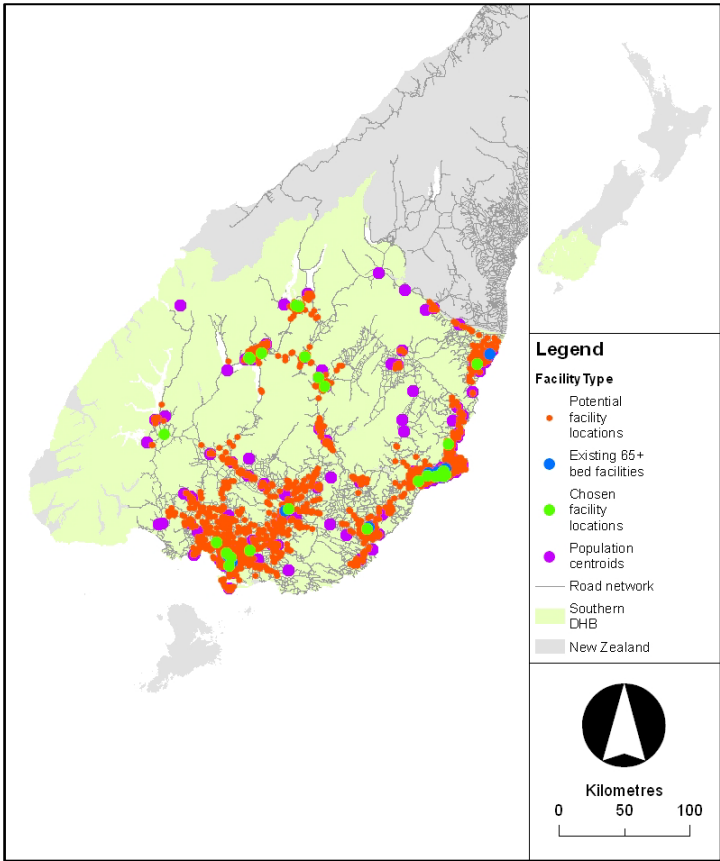 Legend
Facility Type
Potential
facility
locations
Existing 65+
bed facilities
Chosen
facility
locations
Population
centroids
Road network
Southern
DHB
New Zealand
Kilometres
0 50 100